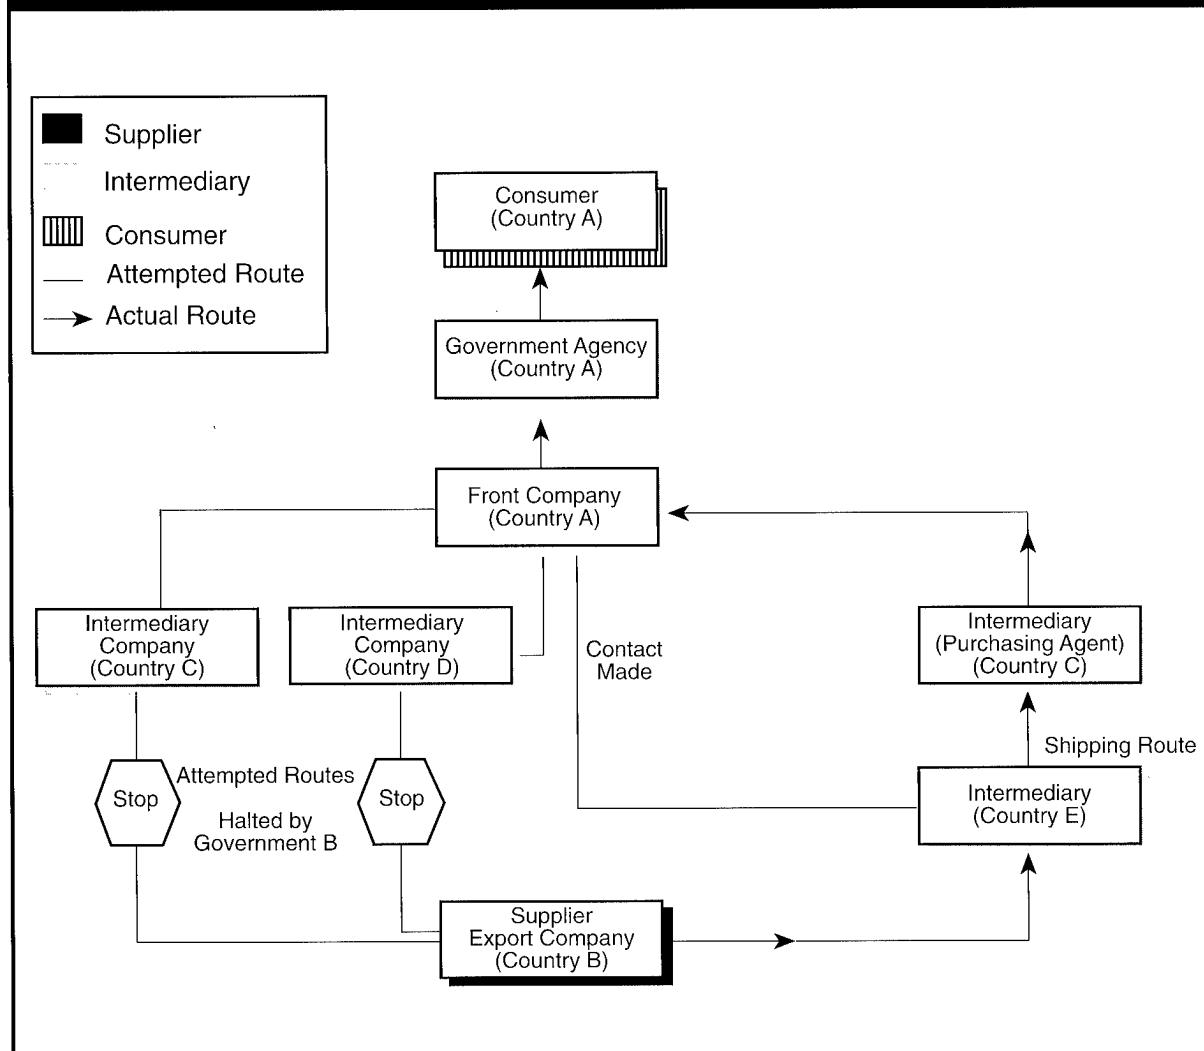 Supplier
Intermediary
Consumer
Attempted Route
Actual Route
Consumer
(Country A)
Government Agency
(Country A)
Front Company
(Country A)
Intermediary
Company
(Country C)
Intermediary
Company
(Country D)
Contact
Made
Intermediary
(Purchasing Agent)
(Country C)
Shipping Route
Stop
Attempted Routes
Halted by
Government B
Stop
Intermediary
(Country E)
Supplier
Export Company
(Country B)